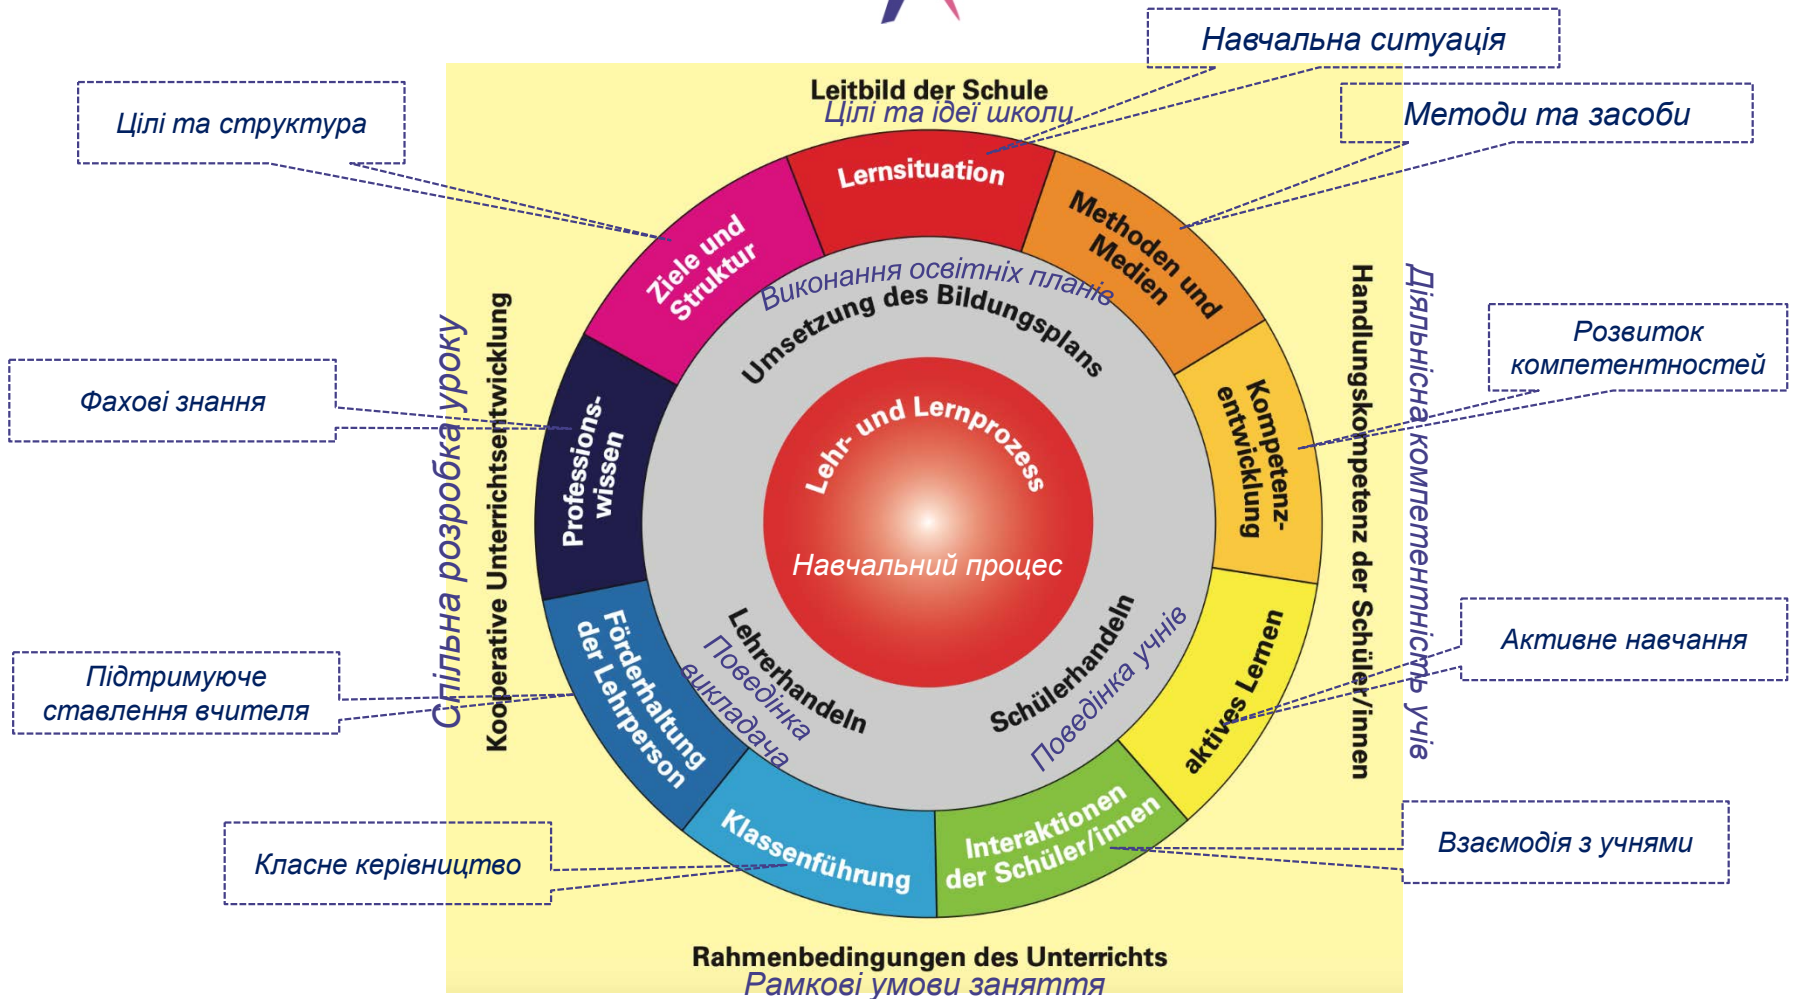 Навчальна ситуація
Leitbild der Schule
Цілі та ідеї школи
Цілі та структура
Методи та засоби
Lernsituation
Methoden und
Medien
Ziele und
Struktur
Виконання освітніх планів
Umsetzung des Bildungsplans
Розвиток
компетентностей
Kompetenz-
entwicklung
Фахові знання
Professions-
wissen
Lehr- und Lernprozess
Навчальний процес
Спільна розробка уроку
Kooperative Unterrichtsentwicklung
Handlungskompetenz der Schüler/innen
Діяльнісна компетентність учів
Активне навчання
aktives Lernen
Підтримуюче
ставлення вчителя
Förderhaltung
der Lehrperson
Lehrerhandeln
Поведінка
викладача
Schülerhandeln
Поведінка учнів
Класне керівництво
Klassenführung
Interaktionen
der Schüler/innen
Взаємодія з учнями
Rahmenbedingungen des Unterrichts
Рамкові умови заняття